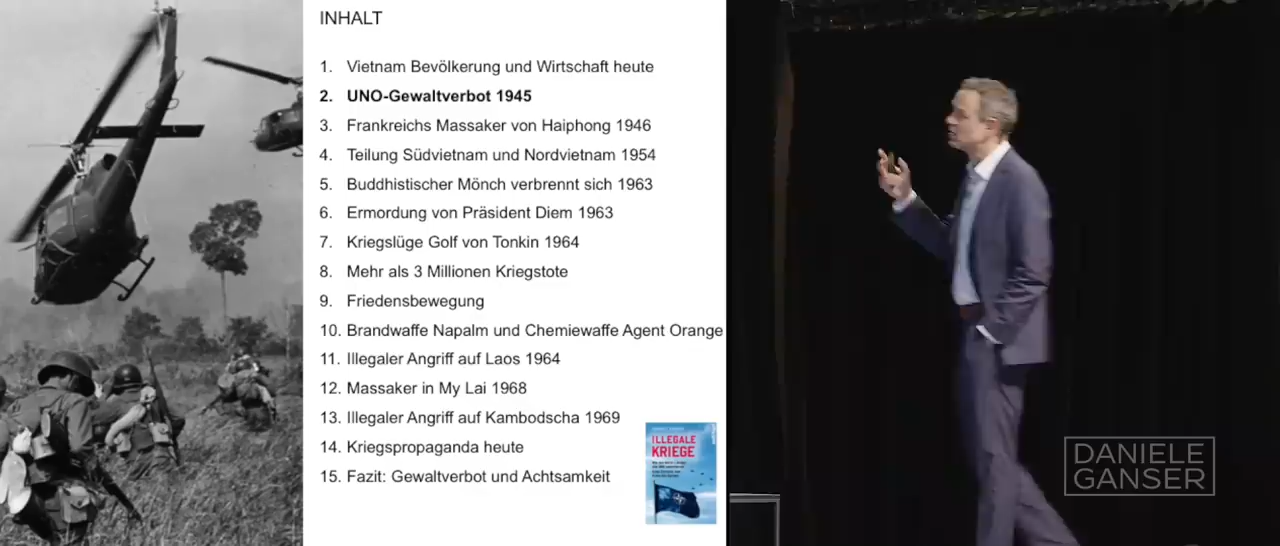 INHALT
1. Vietnam Bevölkerung und Wirtschaft heute
2. UNO-Gewaltverbot 1945
3. Frankreichs Massaker von Haiphong 1946
4. Teilung Südvietnam und Nordvietnam 1954
5. Buddhistischer Mönch verbrennt sich 1963
6. Ermordung von Präsident Diem 1963
7. Kriegslüge Golf von Tonkin 1964
8. Mehr als 3 Millionen Kriegstote
9. Friedensbewegung
10. Brandwaffe Napalm und Chemiewaffe Agent Orange
11. Illegaler Angriff auf Laos 1964
12. Massaker in My Lai 1968
13. Illegaler Angriff auf Kambodscha 1969
14. Kriegspropaganda heute
15. Fazit: Gewaltverbot und Achtsamkeit
ILLEGALE
KRIEGE
DANIELE
GANSER